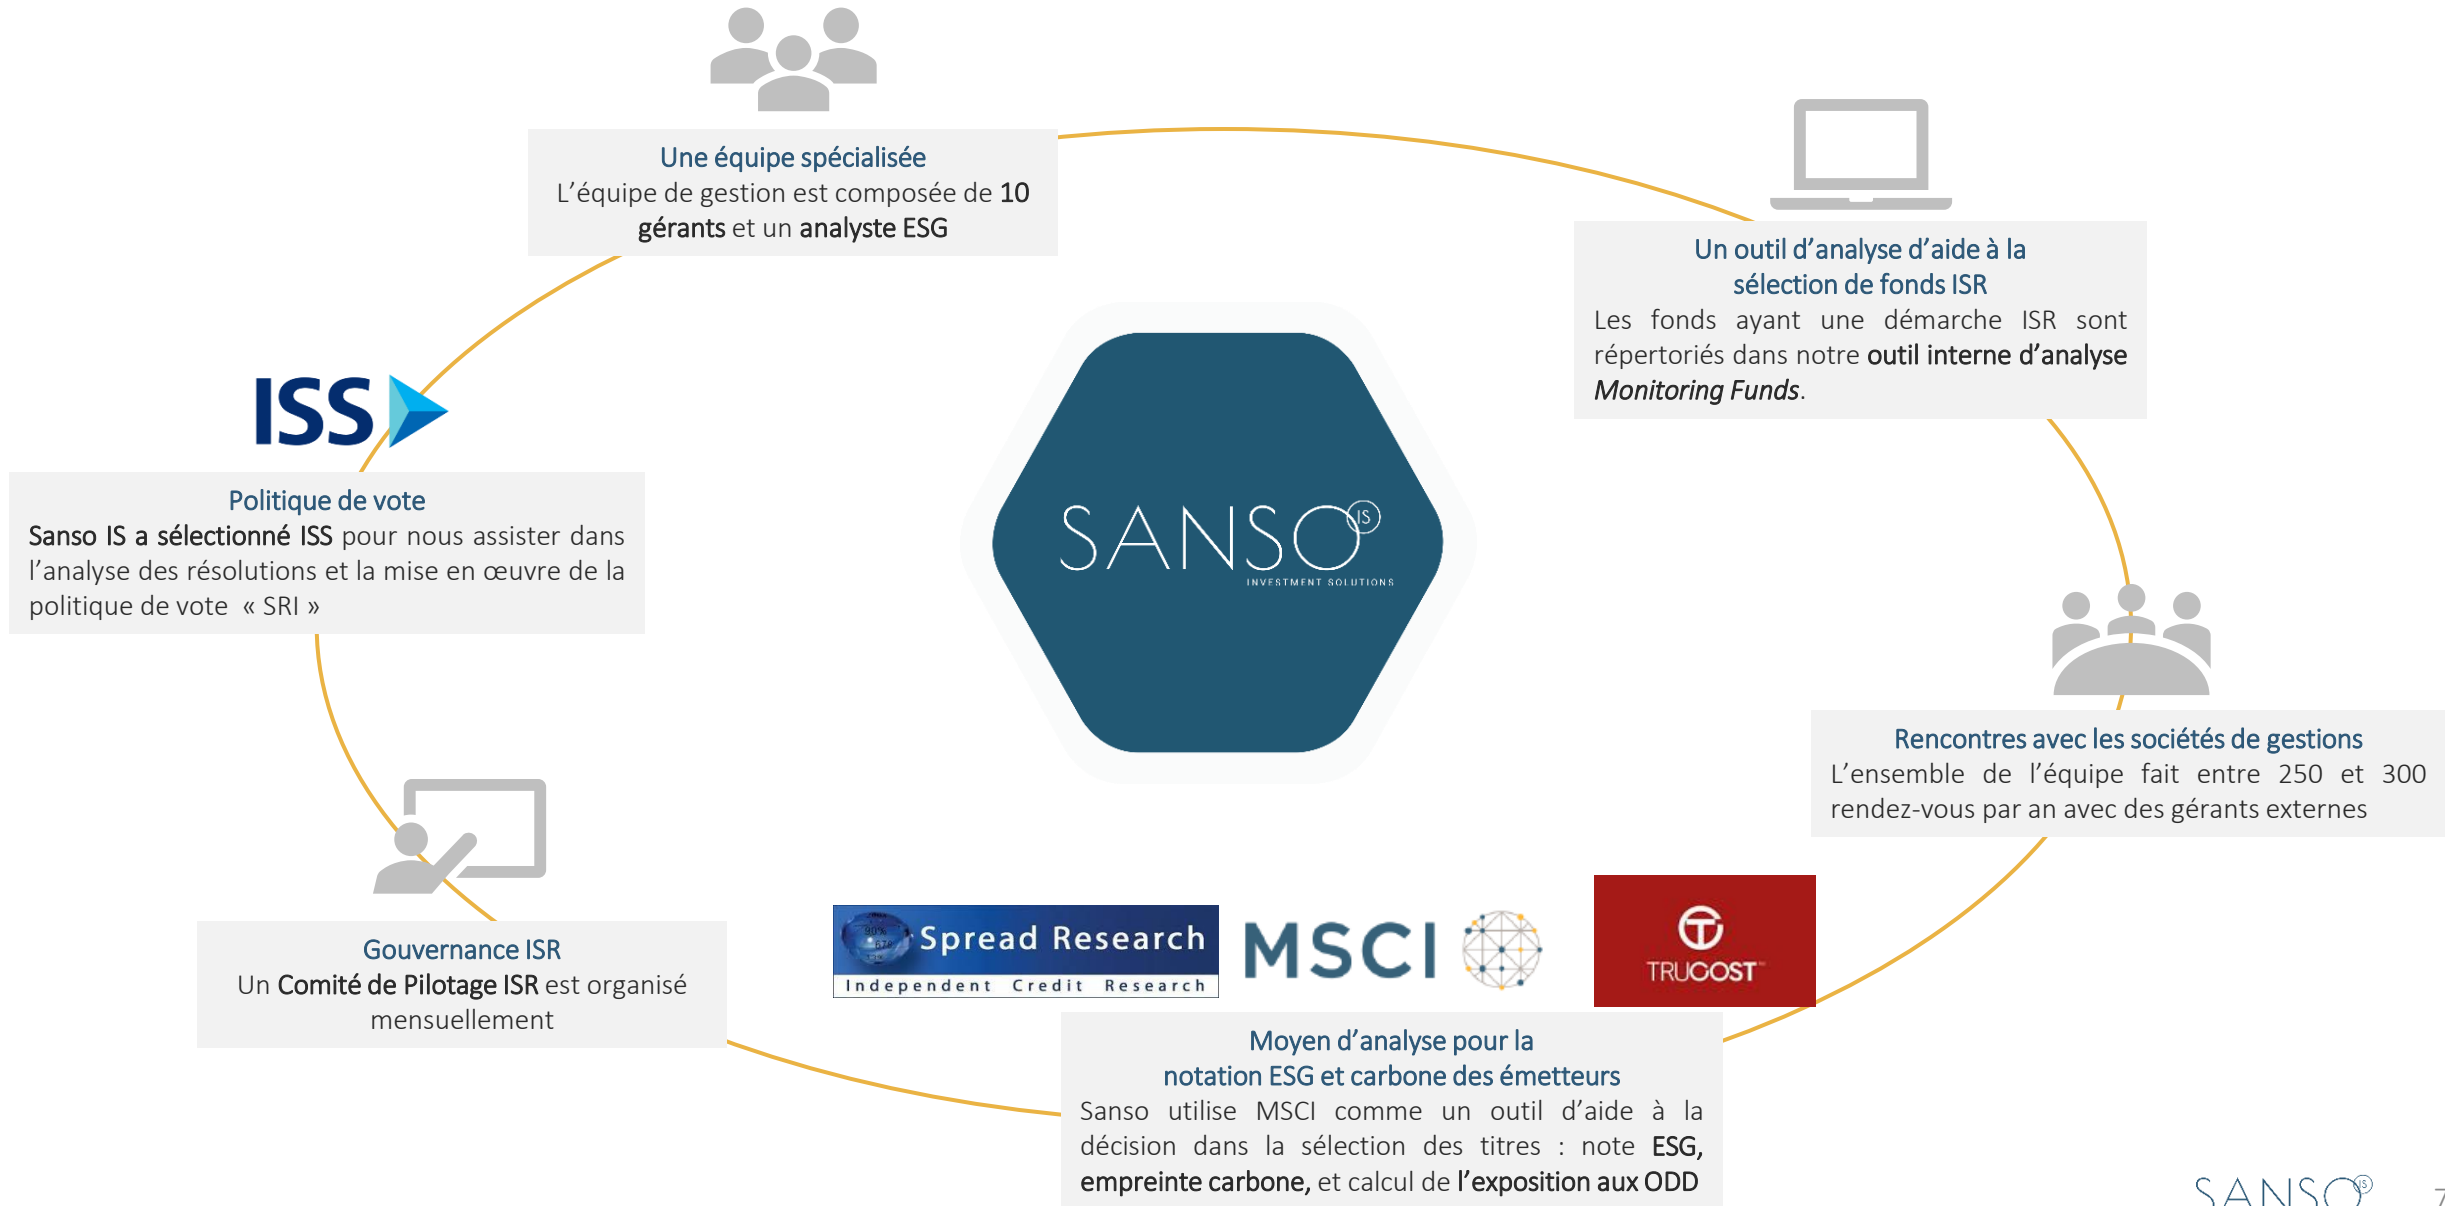 Une équipe spécialisée
L’équipe de gestion est composée de 10
gérants et un analyste ESG
Un outil d’analyse d’aide à la
sélection de fonds ISR
Les fonds ayant une démarche ISR sont
répertoriés dans notre outil interne d’analyse
Monitoring Funds.
ISS
Politique de vote
Sanso IS a sélectionné ISS pour nous assister dans
l’analyse des résolutions et la mise en œuvre de la
politique de vote « SRI »
SANSO IS
INVESTMENT SOLUTIONS
Rencontres avec les sociétés de gestions
L’ensemble de l’équipe fait entre 250 et 300
rendez-vous par an avec des gérants externes
Gouvernance ISR
Un Comité de Pilotage ISR est organisé
mensuellement
Spread Research
Independent Credit Research
MSCI
TRUCOST
Moyen d’analyse pour la
notation ESG et carbone des émetteurs
Sanso utilise MSCI comme un outil d’aide à la
décision dans la sélection des titres : note ESG,
empreinte carbone, et calcul de l’exposition aux ODD
SANSO IS
7